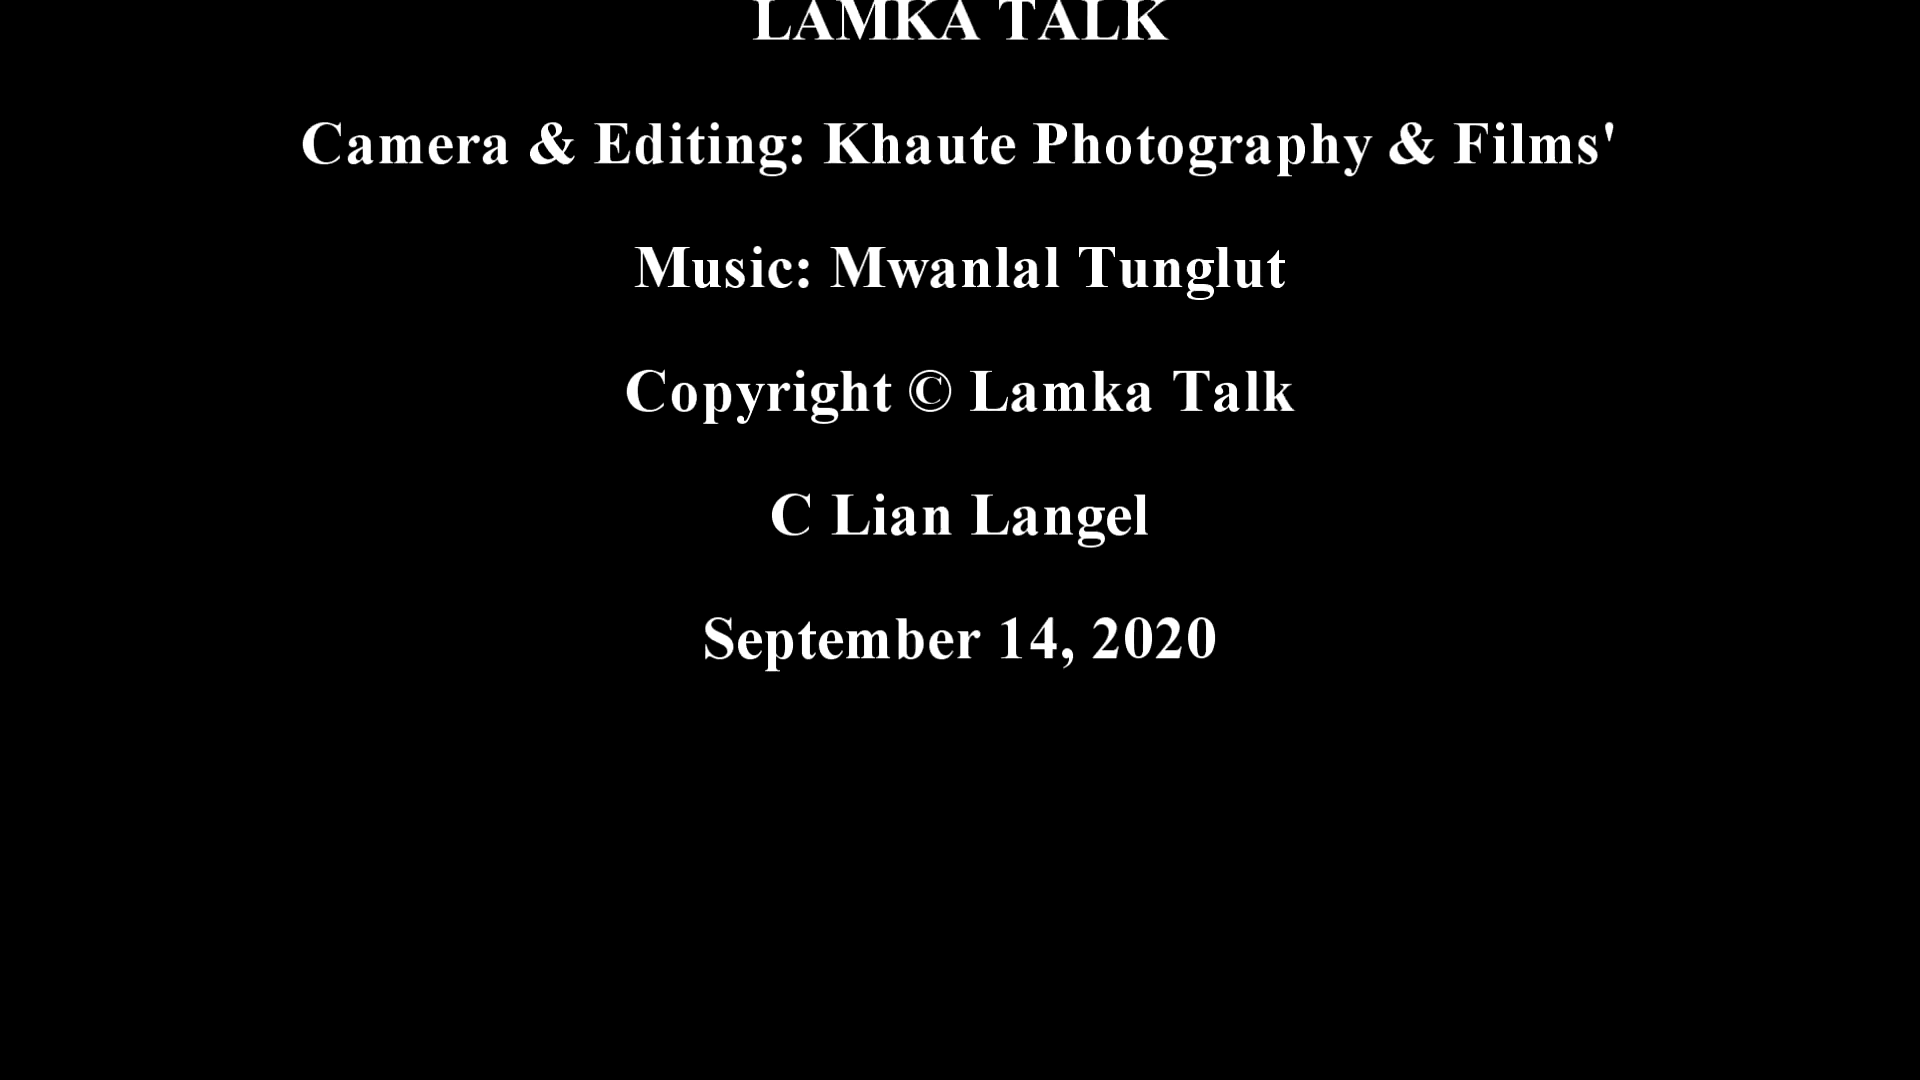 LAMKA TALK
Camera & Editing: Khaute Photography & Films'
Music: Mwanlal Tunglut
Copyright © Lamka Talk
C Lian Langel
September 14, 2020